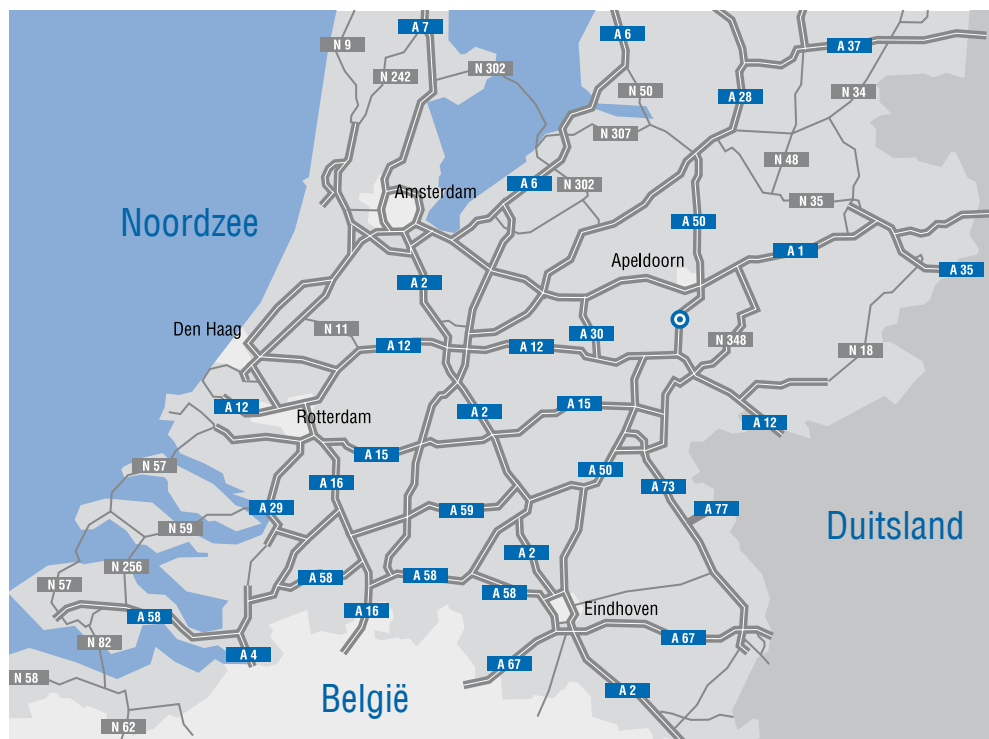 A 7
A 6
N 9
A 37
N 302
N 242
N 50
N 34
A 28
N 307
N 48
A 6
N 302
Amsterdam
N 35
Noordzee
A 50
A 1
Apeldoorn
A 35
A 2
Den Haag
N 11
A 30
N 348
A 12
A 12
N 18
A 12
A 15
A 2
Rotterdam
A 12
A 15
N 57
A 50
A 16
A 73
A 29
A 59
A 77
N 59
Duitsland
A 2
N 256
A 58
A 58
N 57
A 58
A 16
Eindhoven
A 58
A 67
N 82
A 4
A 67
N 58
A 2
België
N 62